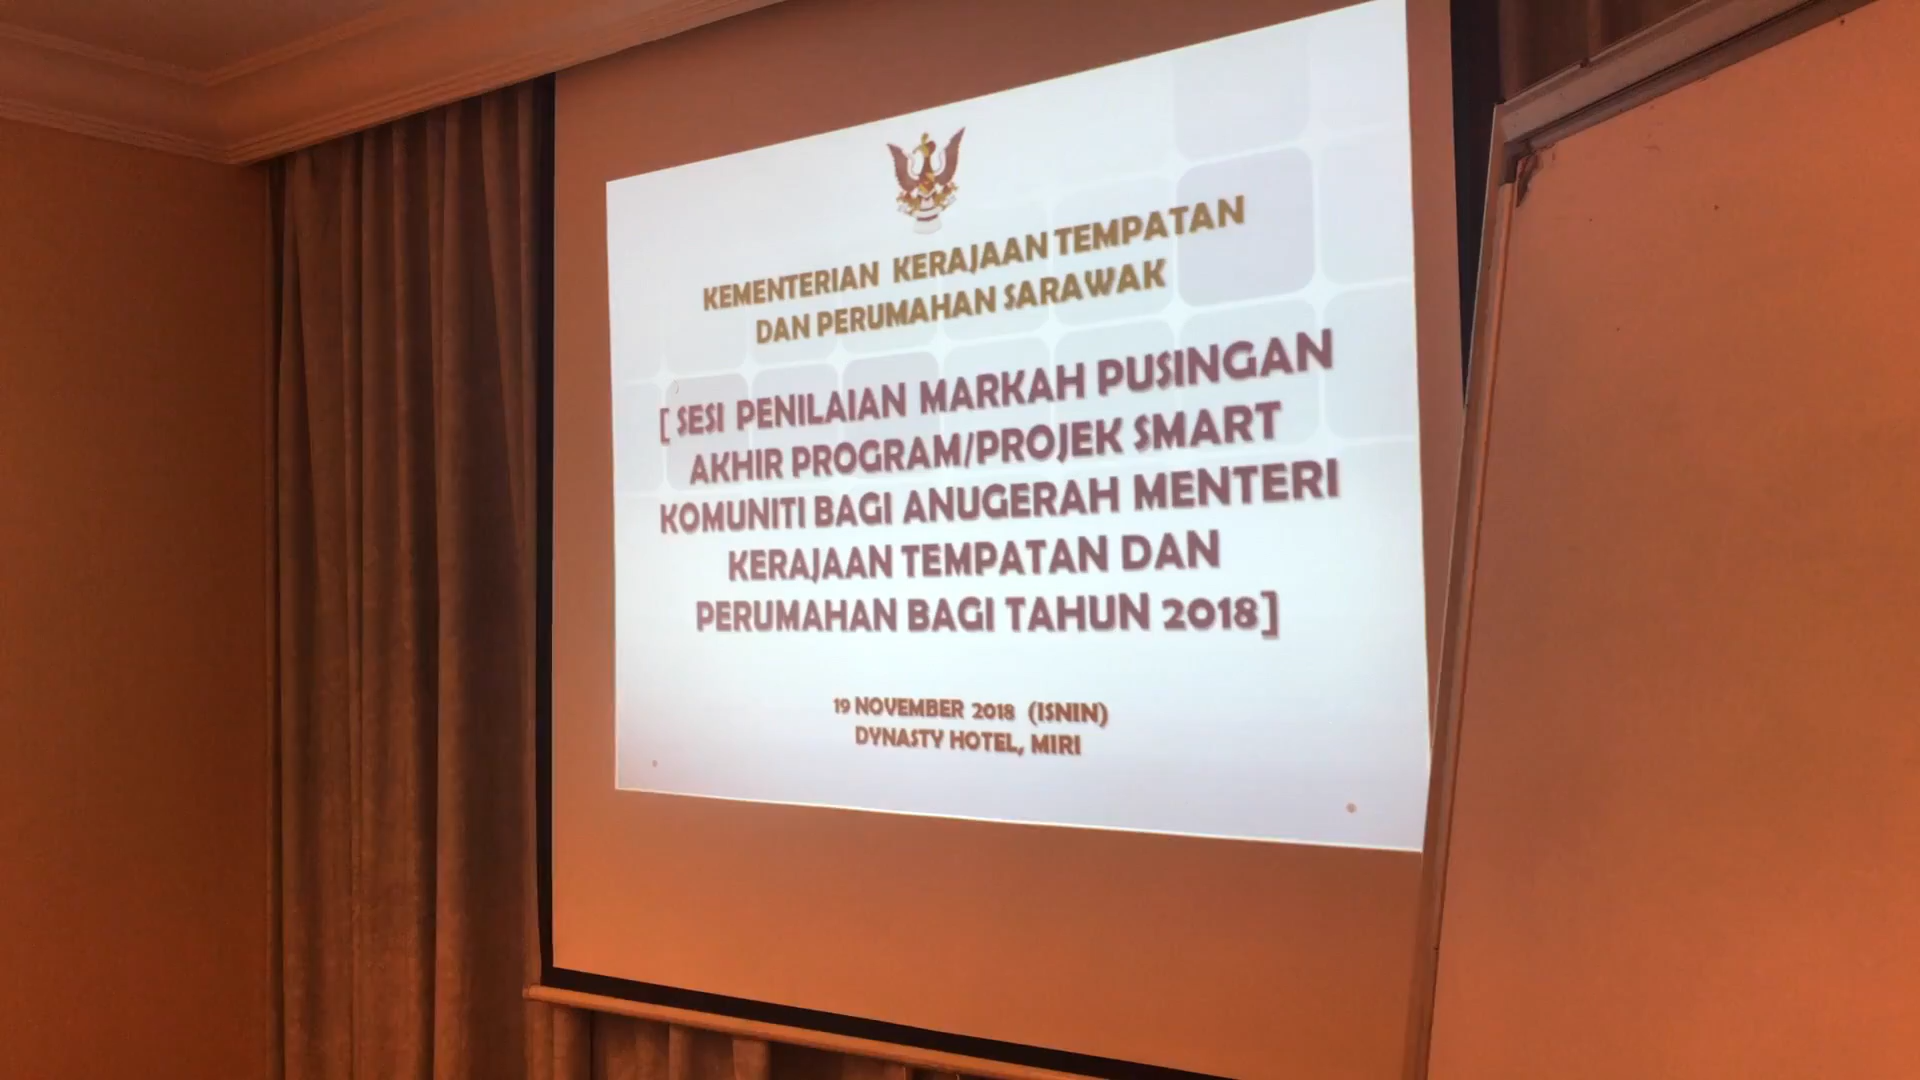 KEMENTERIAN KERAJAAN TEMPATAN
DAN PERUMAHAN SARAWAK
[ SESI PENILAIAN MARKAH PUSINGAN
AKHIR PROGRAM/PROJEK SMART
KOMUNITI BAGI ANUGERAH MENTERI
KERAJAAN TEMPATAN DAN
PERUMAHAN BAGI TAHUN 2018]
19 NOVEMBER 2018 (ISNIN)
DYNASTY HOTEL, MIRI